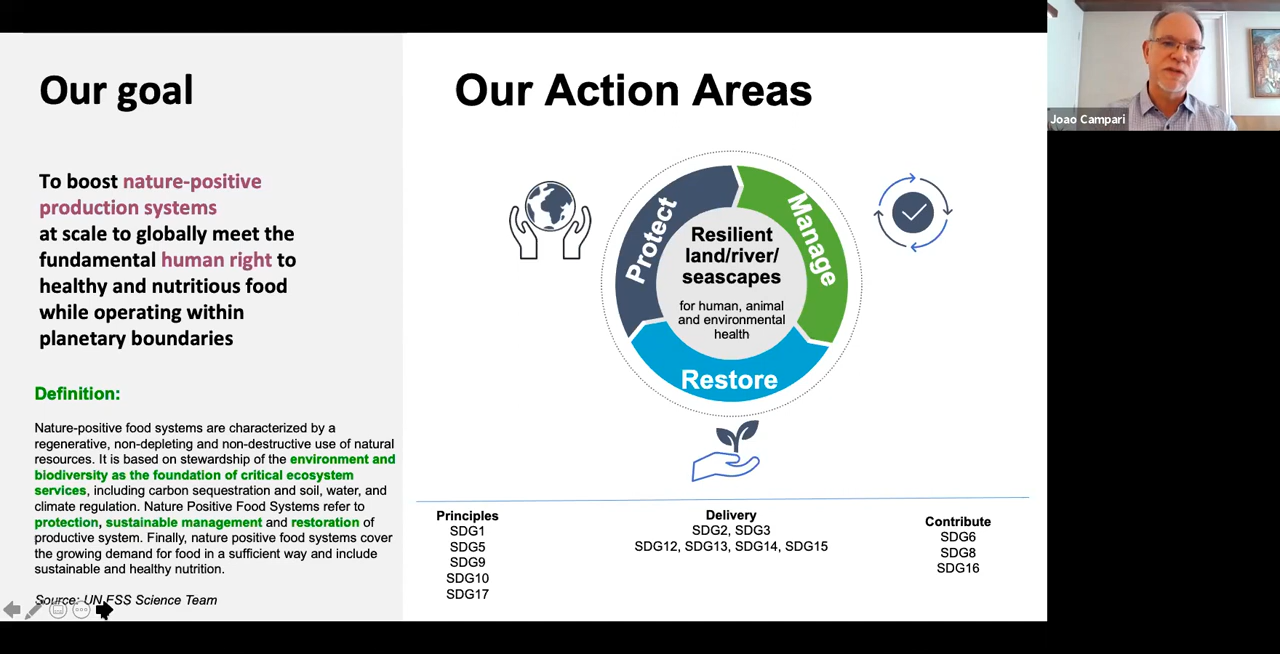 Our goal
To boost nature-positive
production systems
at scale to globally meet the
fundamental human right to
healthy and nutritious food
while operating within
planetary boundaries
Definition:
Nature-positive food systems are characterized by a
regenerative, non-depleting and non-destructive use of natural
resources. It is based on stewardship of the environment and
biodiversity as the foundation of critical ecosystem
services, including carbon sequestration and soil, water, and
climate regulation. Nature Positive Food Systems refer to
protection, sustainable management and restoration of
productive system. Finally, nature positive food systems cover
the growing demand for food in a sufficient way and include
sustainable and healthy nutrition.
Source: UN FSS Science Team
Our Action Areas
Protect
Manage
Restore
Resilient
land/river/
seascapes
for human, animal
and environmental
health
Principles
SDG1
SDG5
SDG9
SDG10
SDG17
Delivery
SDG2, SDG3
SDG12, SDG13, SDG14, SDG15
Contribute
SDG6
SDG8
SDG16
Joao Campari